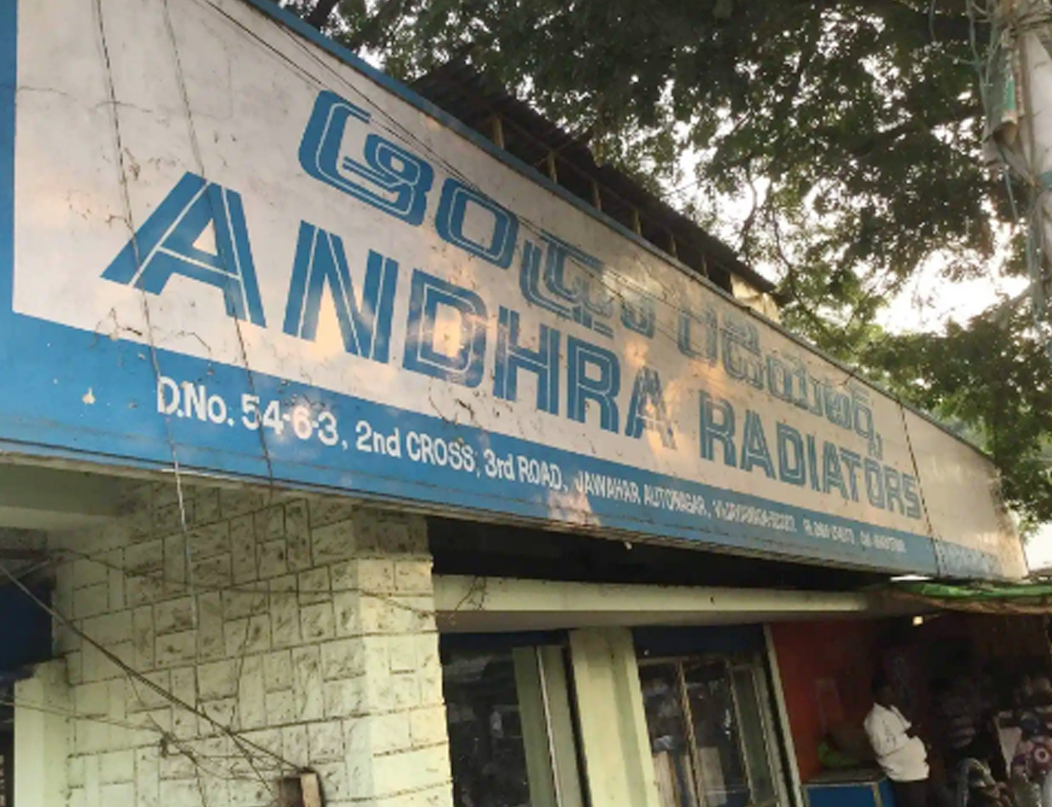 ఆంధ్రా రేడియేటర్స్
ANDHRA RADIATORS
D.No. 54-6-3, 2nd CROSS, 3rd ROAD, JAWAHAR AUTONAGAR,